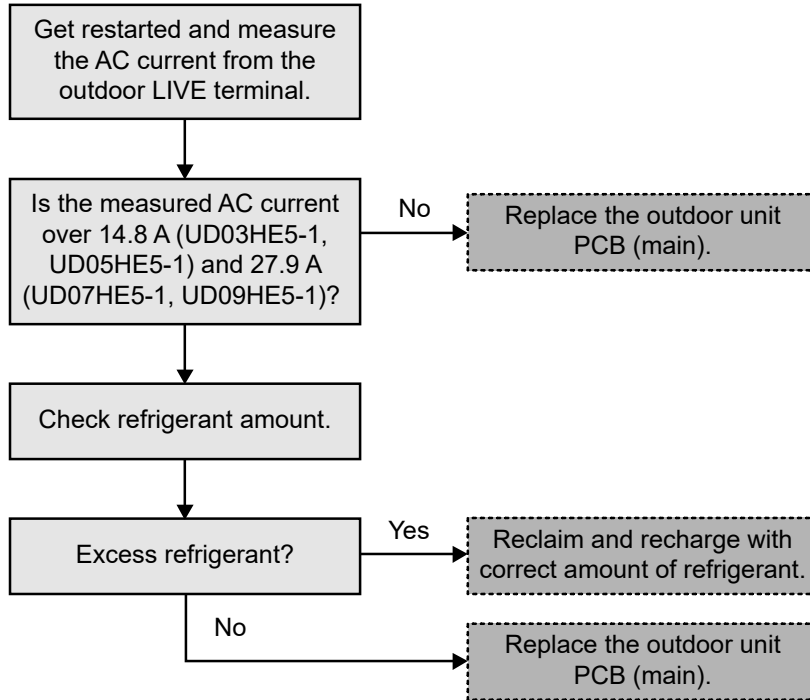 Get restarted and measure
the AC current from the
outdoor LIVE terminal.
Is the measured AC current
over 14.8 A (UD03HE5-1,
UD05HE5-1) and 27.9 A
(UD07HE5-1, UD09HE5-1)?
No
Replace the outdoor unit
PCB (main).
Check refrigerant amount.
Excess refrigerant?
Yes
Reclaim and recharge with
correct amount of refrigerant.
No
Replace the outdoor unit
PCB (main).